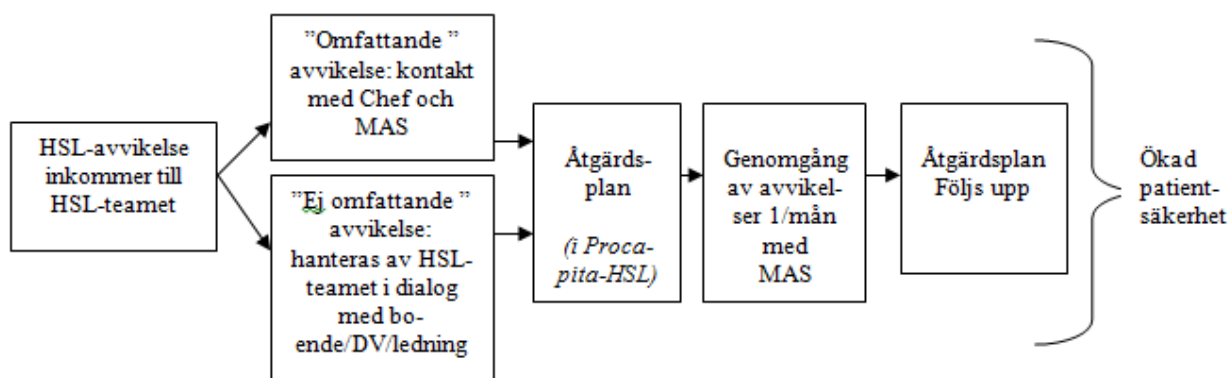 HSL-avvikelse
inkommer till
HSL-teamet
”Omfattande ”
avvikelse: kontakt
med Chef och
MAS
”Ej omfattande ”
avvikelse:
hanteras av HSL-
teamet i dialog
med bo-
ende/DV/ledning
Åtgärds-
plan
(i Proca-
pita-HSL)
Genomgång
av avvikel-
ser 1/mån
med
MAS
Åtgärdsplan
Följs upp
Ökad
patient-
säkerhet